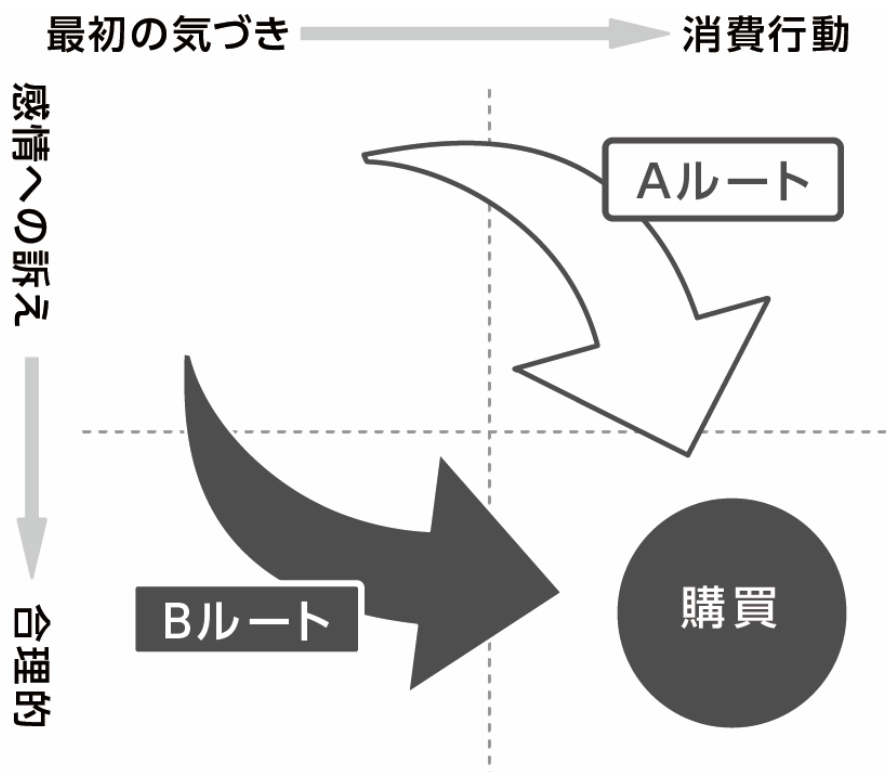 最初の気づき
消費行動
感情への訴え
合理的
Aルート
Bルート
購買